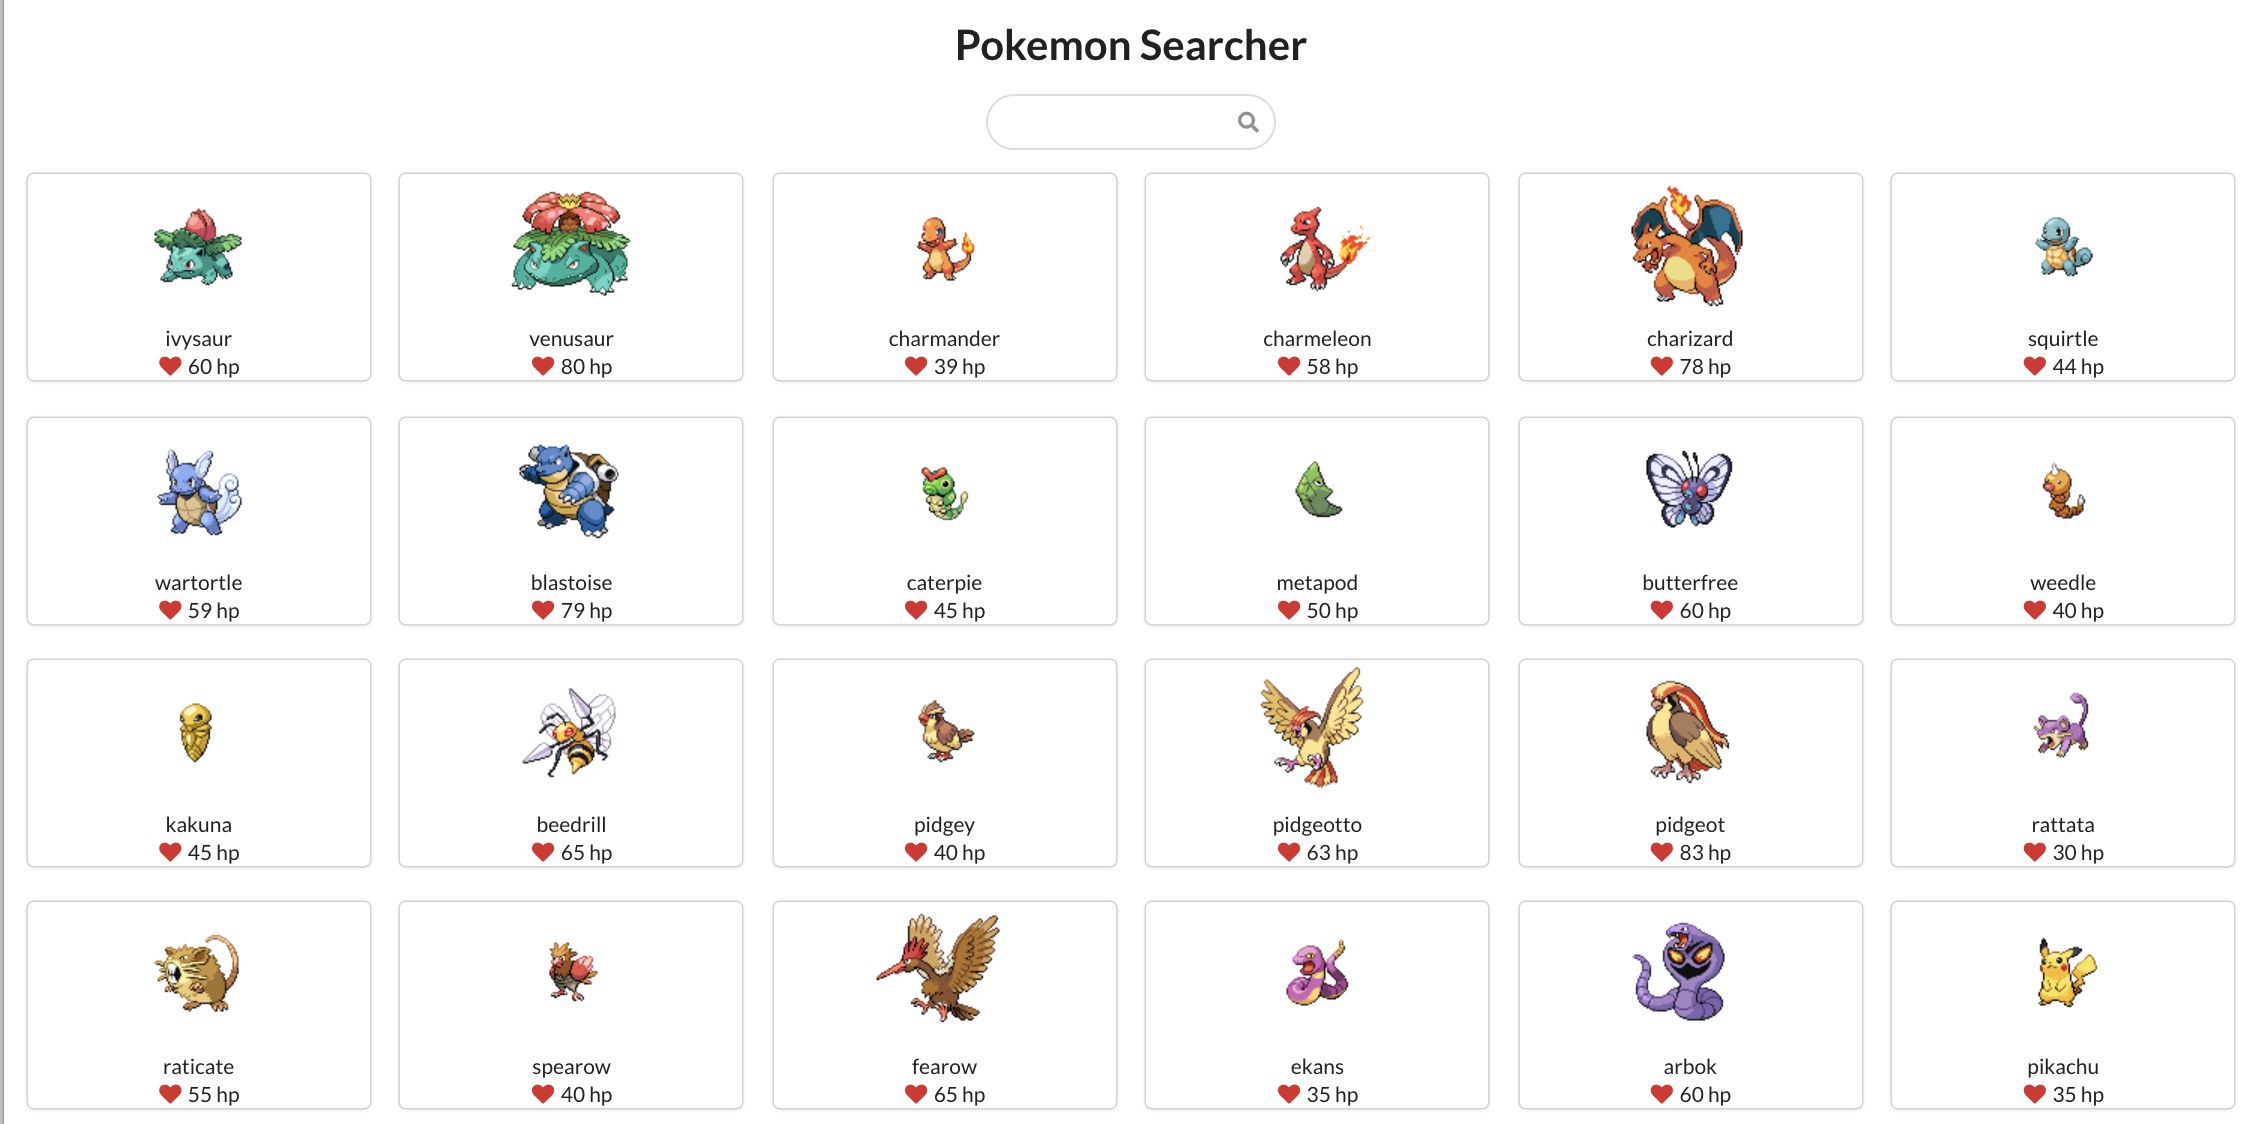 Pokemon Searcher
ivysaur
60 hp
venusaur
80 hp
charmander
39 hp
charmeleon
58 hp
charizard
78 hp
squirtle
44 hp
wartortle
59 hp
blastoise
79 hp
caterpie
45 hp
metapod
50 hp
butterfree
60 hp
weedle
40 hp
kakuna
45 hp
beedrill
65 hp
pidgey
40 hp
pidgeotto
63 hp
pidgeot
83 hp
rattata
30 hp
raticate
55 hp
spearow
40 hp
fearow
65 hp
ekans
35 hp
arbok
60 hp
pikachu
35 hp